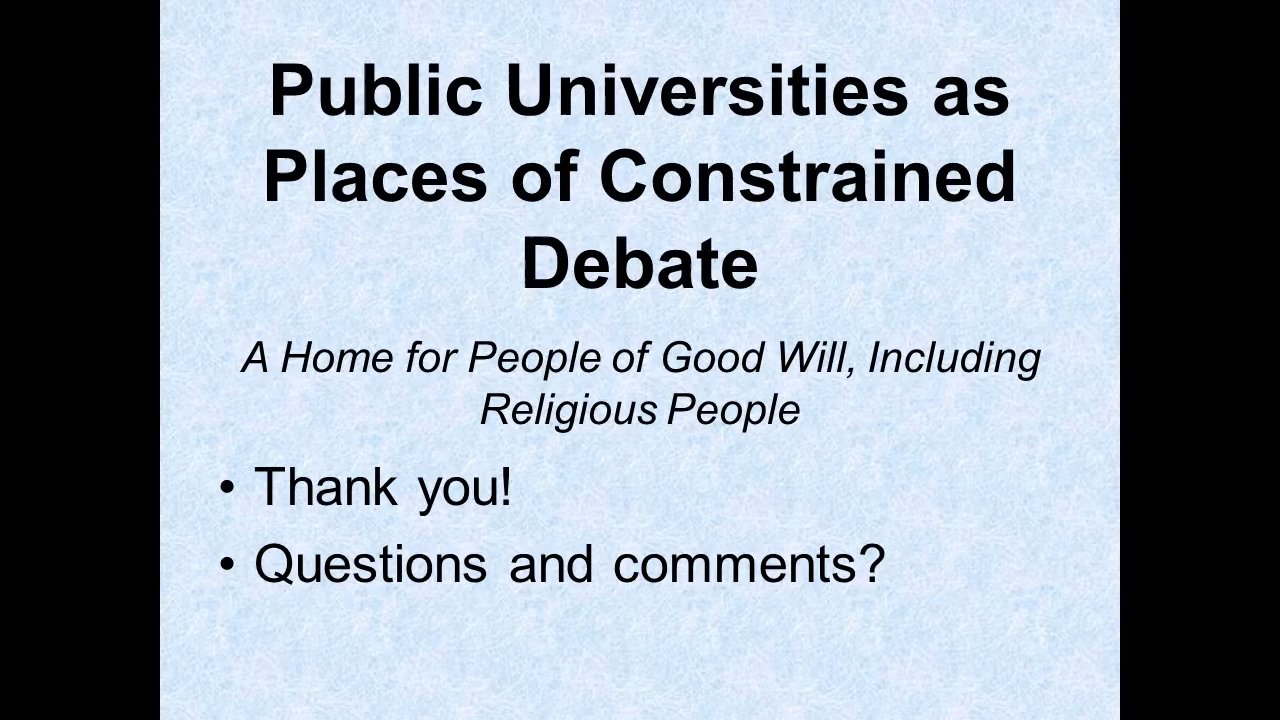 Public Universities as
Places of Constrained
Debate
A Home for People of Good Will, Including
Religious People
• Thank you!
• Questions and comments?